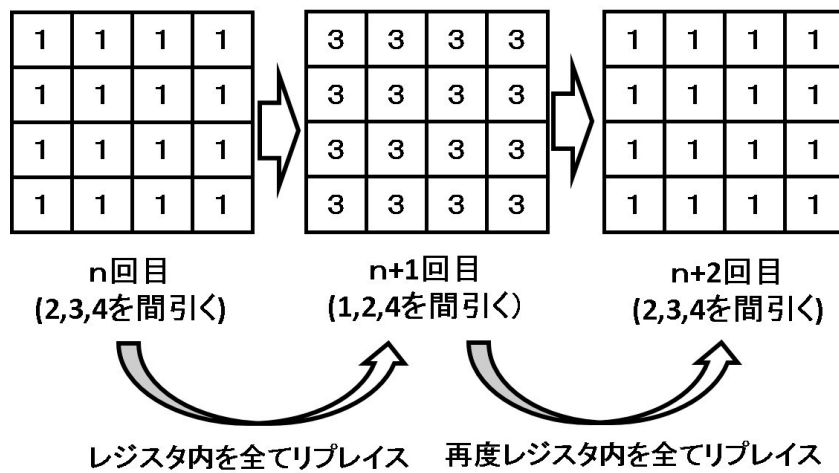 1 1 1 1 3 3 3 3 1 1 1 1
1 1 1 1 3 3 3 3 1 1 1 1
1 1 1 1 3 3 3 3 1 1 1 1
1 1 1 1 3 3 3 3 1 1 1 1
n回目 n+1回目 n+2回目
(2,3,4を間引く) (1,2,4を間引く) (2,3,4を間引く)
レジスタ内を全てリプレイス 再度レジスタ内を全てリプレイス